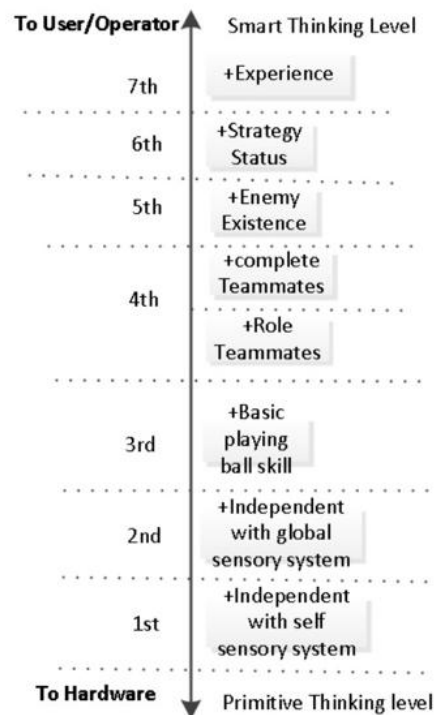 To User/Operator
Smart Thinking Level
7th
+Experience
6th
+Strategy
Status
5th
+Enemy
Existence
4th
+complete
Teammates
+Role
Teammates
3rd
+Basic
playing
ball skill
2nd
+Independent
with global
sensory system
1st
+Independent
with self
sensory system
To Hardware
Primitive Thinking level